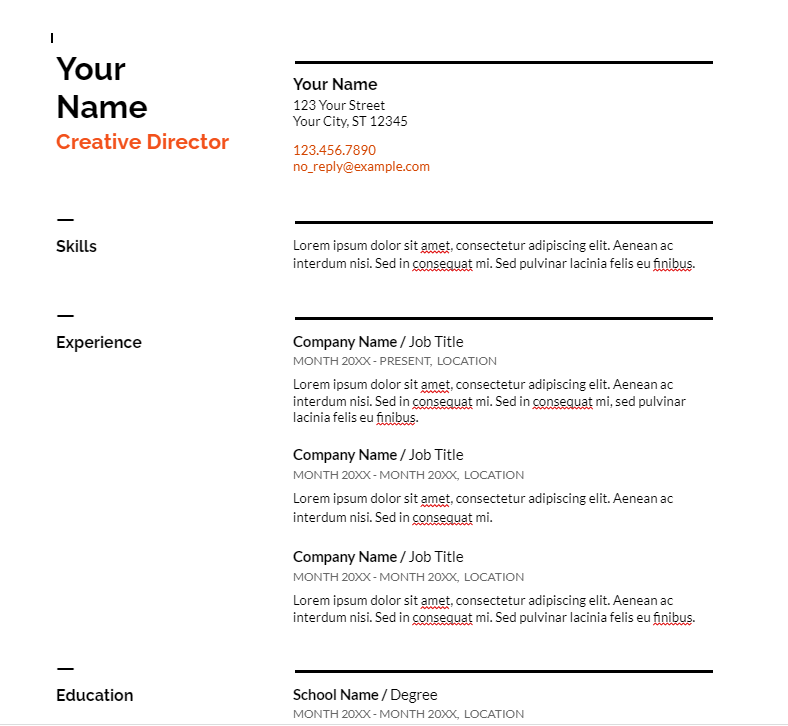 Your
Name
Creative Director
Your Name
123 Your Street
Your City, ST 12345
123.456.7890
no_reply@example.com
Skills
Lorem ipsum dolor sit amet, consectetur adipiscing elit. Aenean ac
interdum nisi. Sed in consequat mi. Sed pulvinar lacinia felis eu finibus.
Experience
Company Name / Job Title
MONTH 20XX - PRESENT, LOCATION
Lorem ipsum dolor sit amet, consectetur adipiscing elit. Aenean ac
interdum nisi. Sed in consequat mi. Sed in consequat mi, sed pulvinar
lacinia felis eu finibus.
Company Name / Job Title
MONTH 20XX - MONTH 20XX, LOCATION
Lorem ipsum dolor sit amet, consectetur adipiscing elit. Aenean ac
interdum nisi. Sed in consequat mi.
Company Name / Job Title
MONTH 20XX - MONTH 20XX, LOCATION
Lorem ipsum dolor sit amet, consectetur adipiscing elit. Aenean ac
interdum nisi. Sed in consequat mi. Sed pulvinar lacinia felis eu finibus.
Education
School Name / Degree
MONTH 20XX - MONTH 20XX, LOCATION